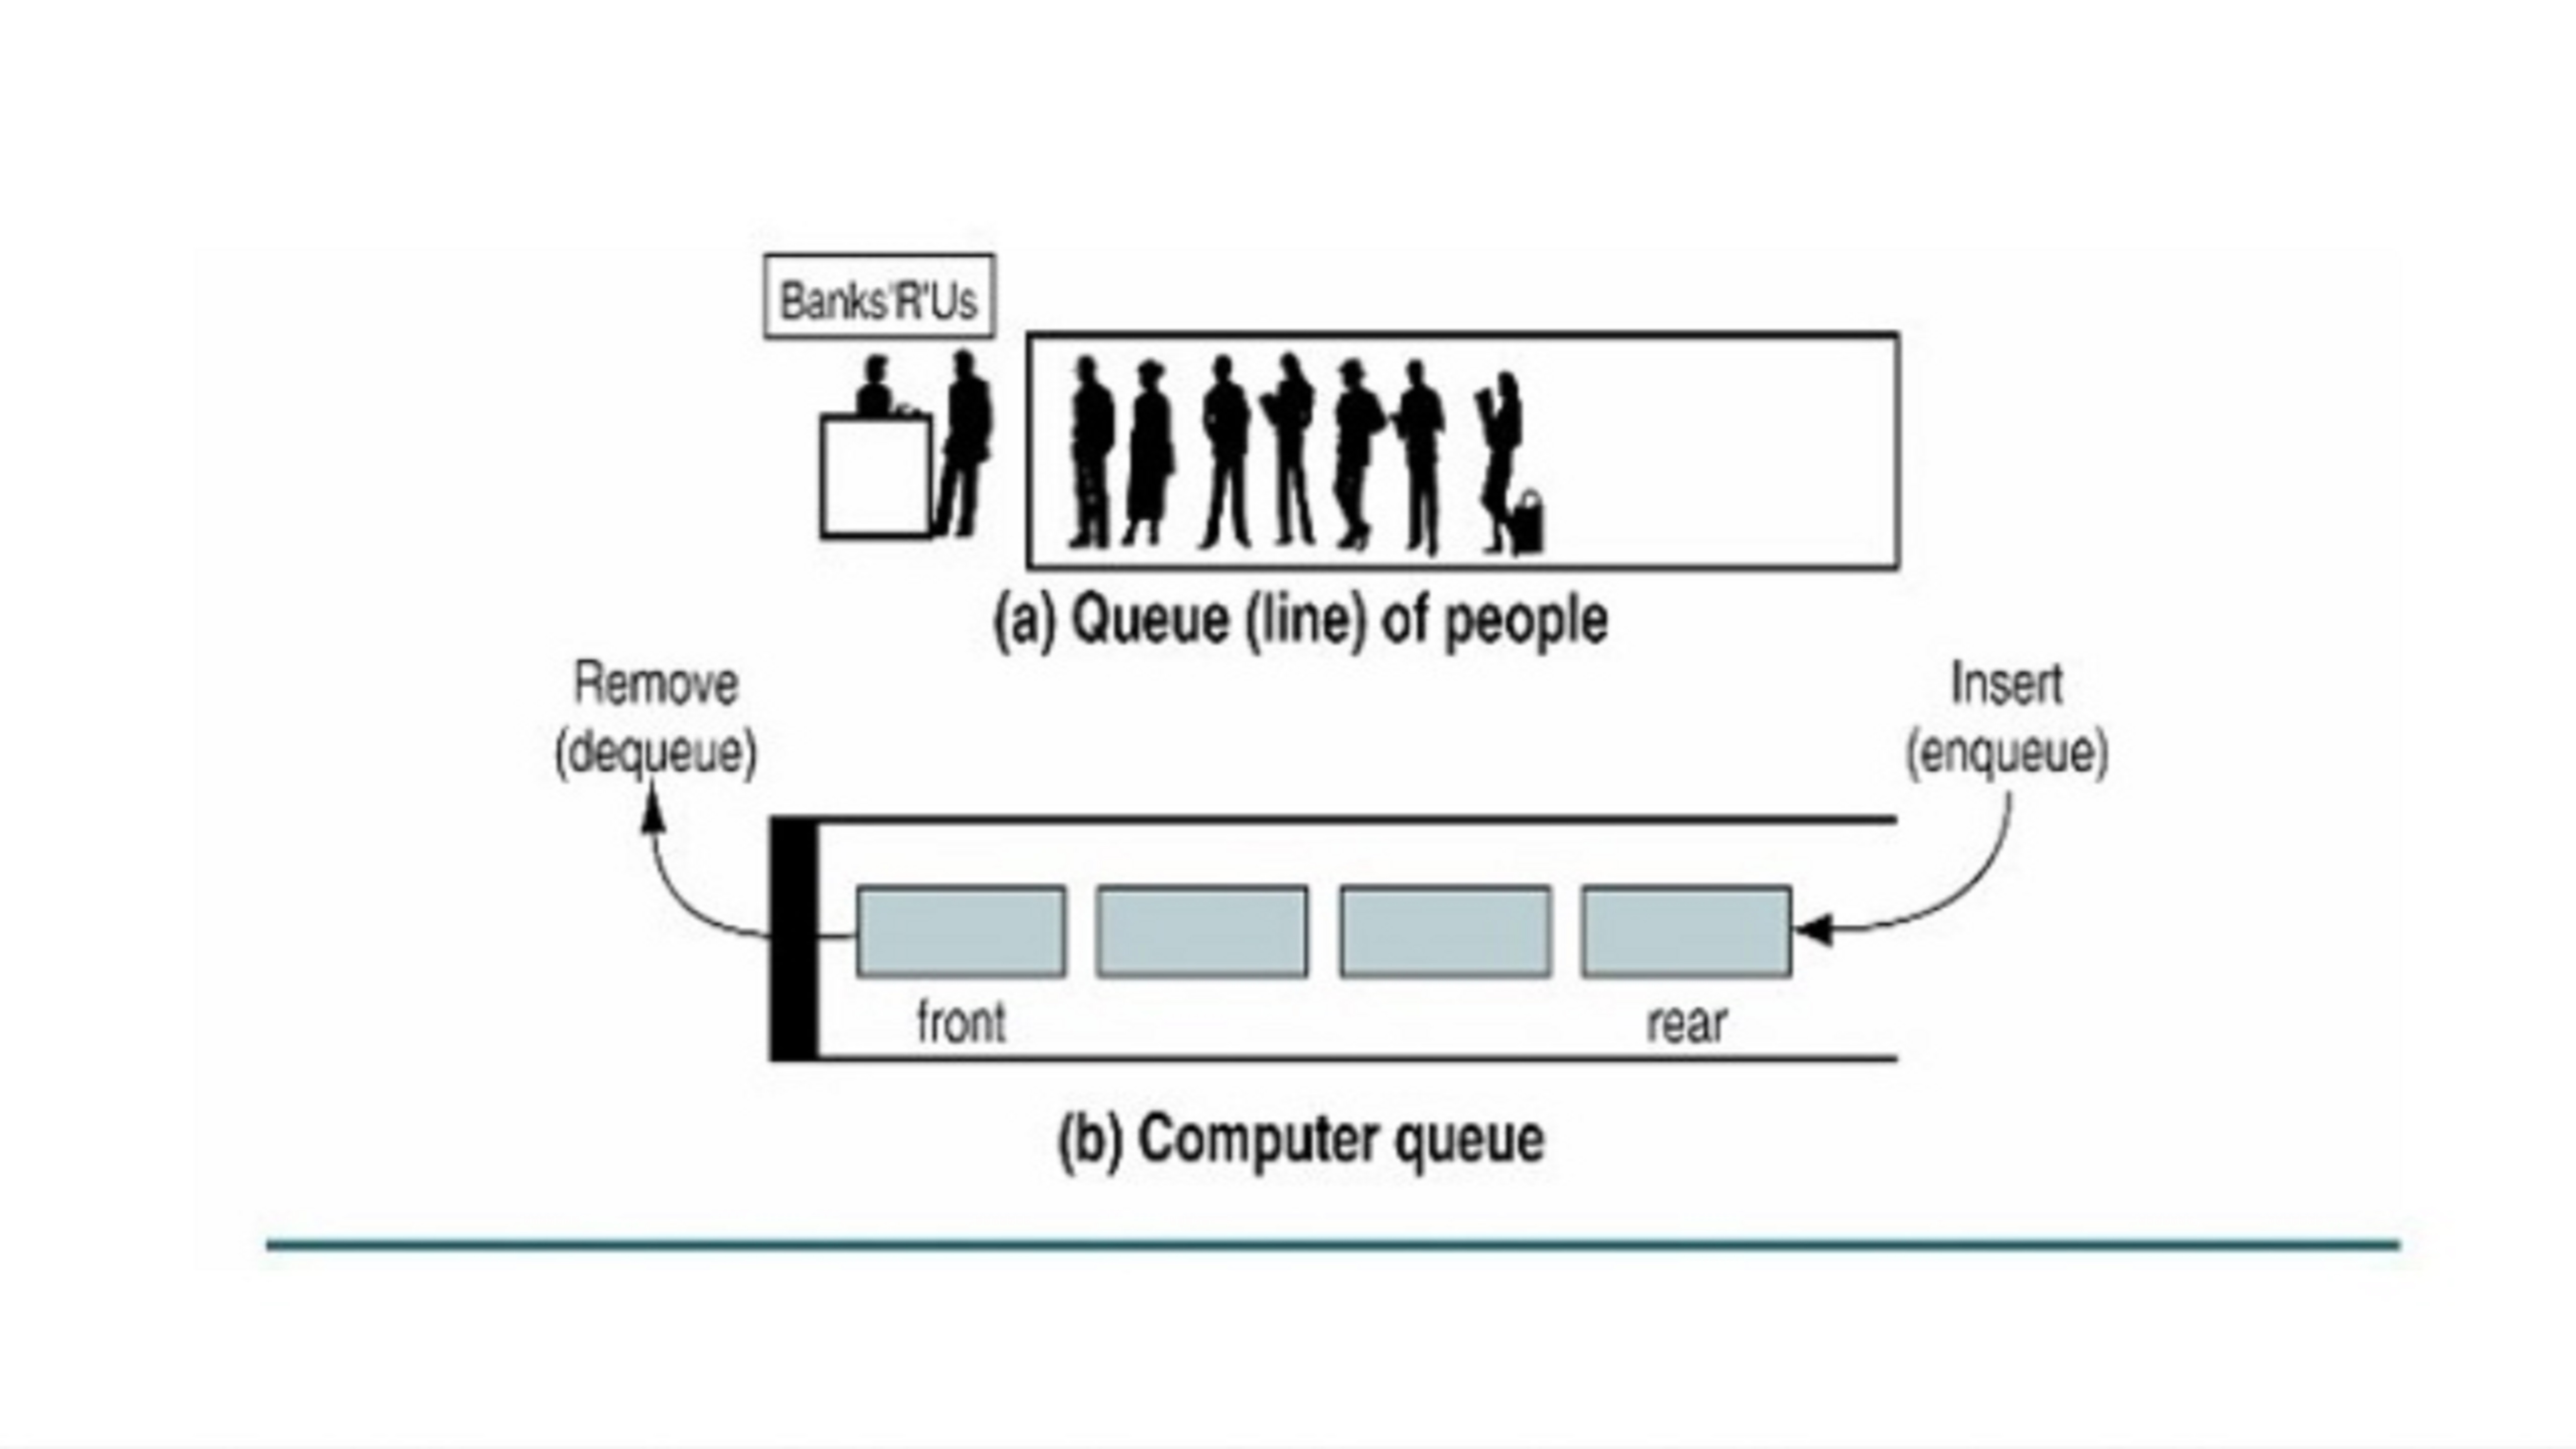 Banks'R'Us
(a) Queue (line) of people
Remove
(dequeue)
Insert
(enqueue)
front
rear
(b) Computer queue